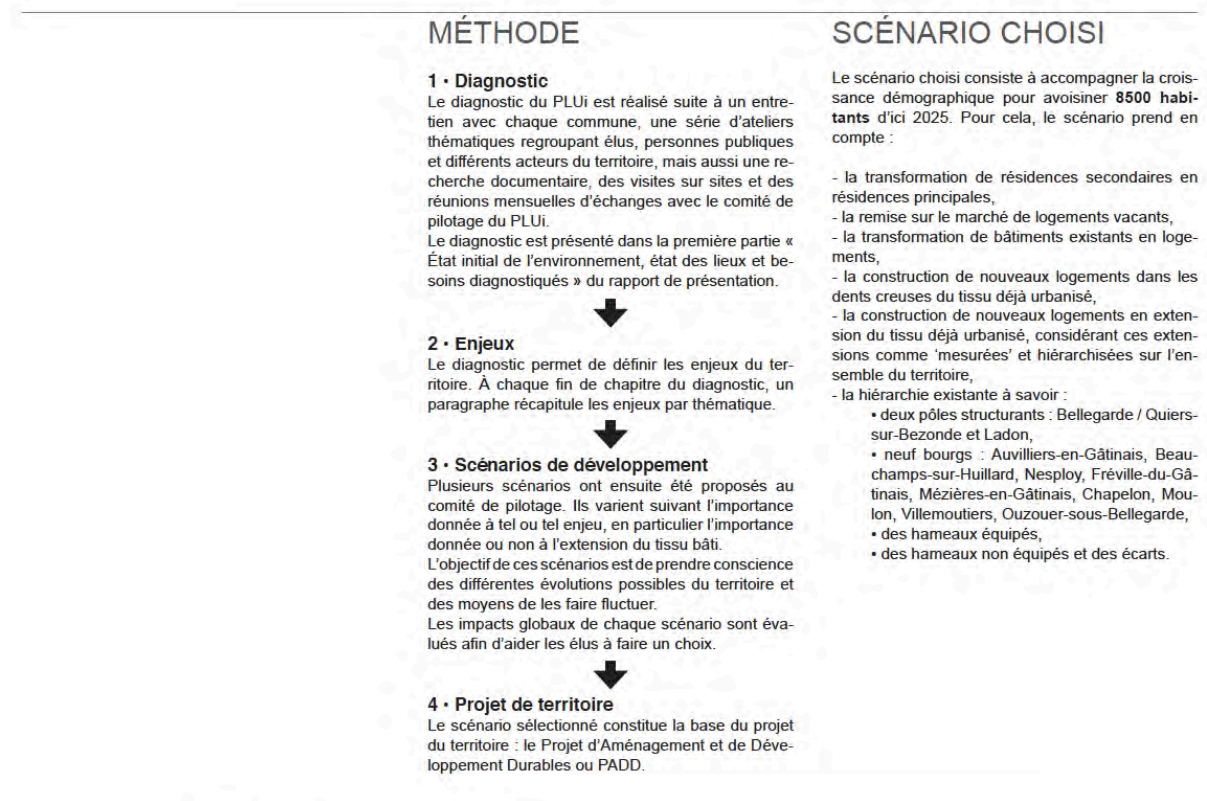 MÉTHODE
1 · Diagnostic
Le diagnostic du PLUi est réalisé suite à un entre-
tien avec chaque commune, une série d'ateliers
thématiques regroupant élus, personnes publiques
et différents acteurs du territoire, mais aussi une re-
cherche documentaire, des visites sur sites et des
réunions mensuelles d'échanges avec le comité de
pilotage du PLUi.
Le diagnostic est présenté dans la première partie «
État initial de l'environnement, état des lieux et be-
soins diagnostiqués » du rapport de présentation.
2 · Enjeux
Le diagnostic permet de définir les enjeux du ter-
ritoire. À chaque fin de chapitre du diagnostic, un
paragraphe récapitule les enjeux par thématique.
3 · Scénarios de développement
Plusieurs scénarios ont ensuite été proposés au
comité de pilotage. Ils varient suivant l'importance
donnée à tel ou tel enjeu, en particulier l'importance
donnée ou non à l'extension du tissu bâti.
L'objectif de ces scénarios est de prendre conscience
des différentes évolutions possibles du territoire et
des moyens de les faire fluctuer.
Les impacts globaux de chaque scénario sont éva-
lués afin d'aider les élus à faire un choix.
4 · Projet de territoire
Le scénario sélectionné constitue la base du projet
du territoire : le Projet d'Aménagement et de Déve-
loppement Durables ou PADD.
SCÉNARIO CHOISI
Le scénario choisi consiste à accompagner la crois-
sance démographique pour avoisiner 8500 habi-
tants d'ici 2025. Pour cela, le scénario prend en
compte :
- la transformation de résidences secondaires en
résidences principales,
- la remise sur le marché de logements vacants,
- la transformation de bâtiments existants en loge-
ments,
- la construction de nouveaux logements dans les
dents creuses du tissu déjà urbanisé,
- la construction de nouveaux logements en exten-
sion du tissu déjà urbanisé, considérant ces exten-
sions comme 'mesurées' et hiérarchisées sur l'en-
semble du territoire,
- la hiérarchie existante à savoir :
• deux pôles structurants : Bellegarde / Quiers-
sur-Bezonde et Ladon,
• neuf bourgs : Auvilliers-en-Gâtinais, Beau-
champs-sur-Huillard, Nesploy, Fréville-du-Gâ-
tinais, Mézières-en-Gâtinais, Chapelon, Mou-
lon, Villemoutiers, Ouzouer-sous-Bellegarde,
• des hameaux équipés,
• des hameaux non équipés et des écarts.